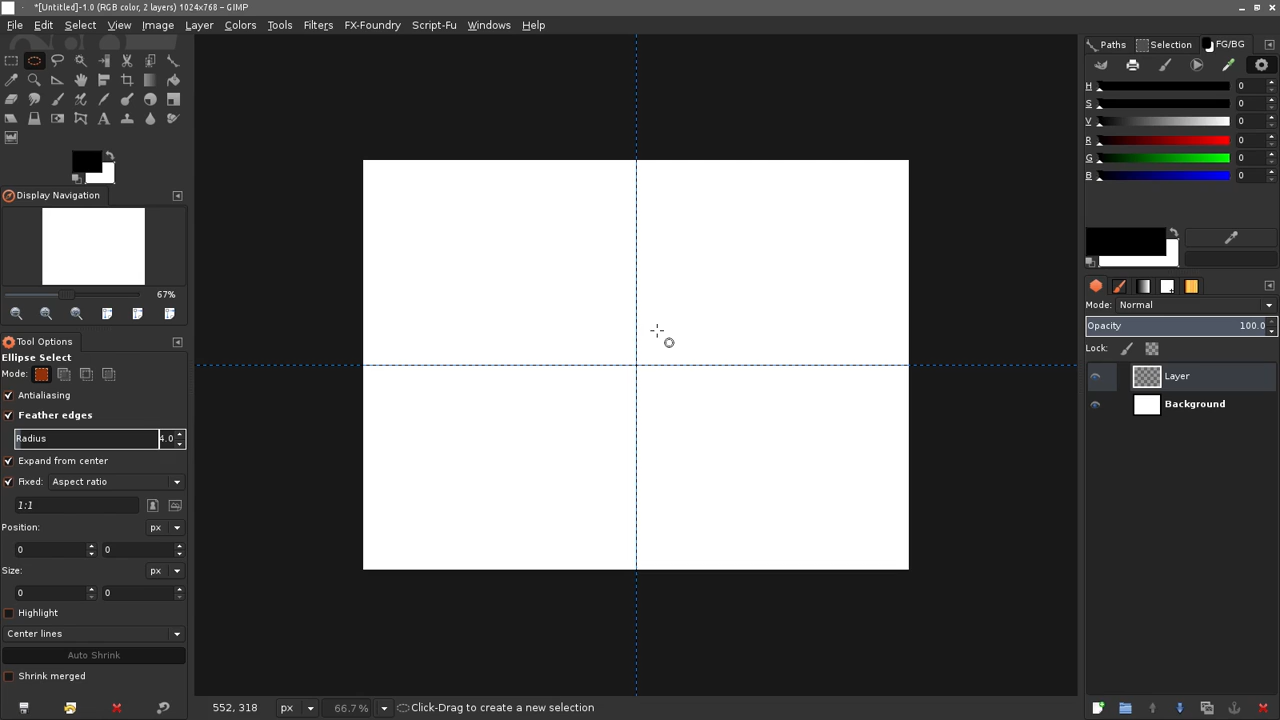 *[Untitled]-1.0 (RGB color, 2 layers) 1024x768 – GIMP
File Edit Select View Image Layer Colors Tools Filters FX-Foundry Script-Fu Windows Help
Paths Selection FG/BG
H 0
S 0
V 0
R 0
G 0
B 0
Display Navigation
67%
Mode: Normal
Opacity 100.0
Lock:
Layer
Background
Tool Options
Ellipse Select
Mode:
Antialiasing
Feather edges
Radius 4.0
Expand from center
Fixed: Aspect ratio
1:1
Position: px
0 0
Size: px
0 0
Highlight
Center lines
Auto Shrink
Shrink merged
552, 318 px 66.7% Click-Drag to create a new selection